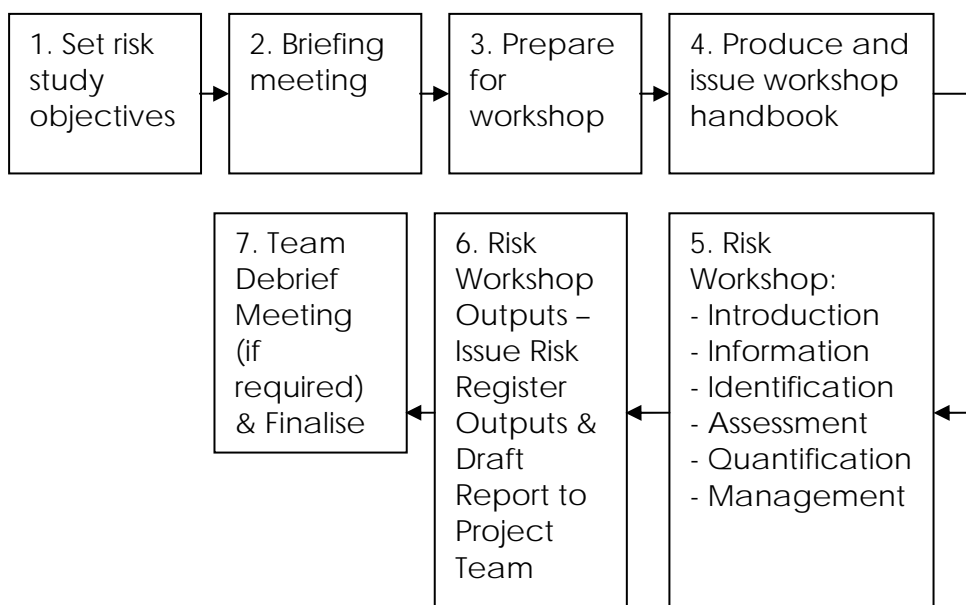 1. Set risk
study
objectives
2. Briefing
meeting
3. Prepare
for
workshop
4. Produce and
issue workshop
handbook
5. Risk
Workshop:
- Introduction
- Information
- Identification
- Assessment
- Quantification
- Management
6. Risk
Workshop
Outputs –
Issue Risk
Register
Outputs &
Draft
Report to
Project
Team
7. Team
Debrief
Meeting
(if
required)
& Finalise